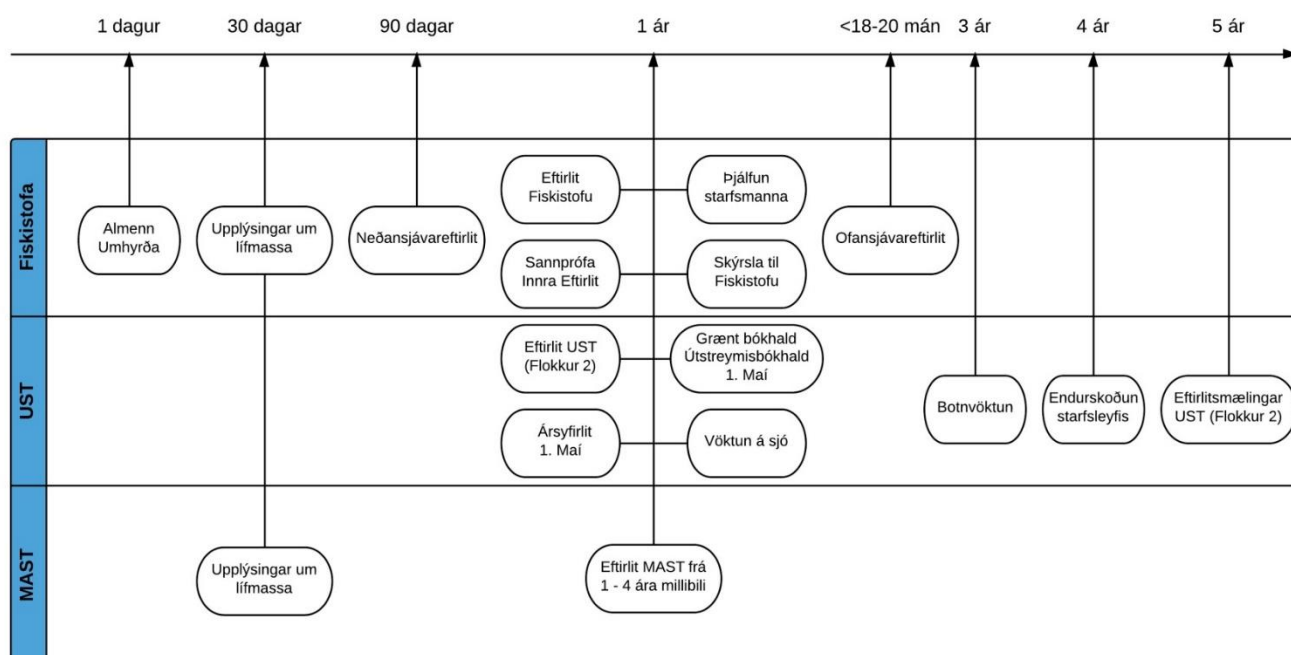 1 dagur
30 dagar
90 dagar
1 ár
<18-20 mán
3 ár
4 ár
5 ár
Fiskistofa
Almenn
Umhyrða
Upplýsingar um
lífmassa
Neðansjávareftirlit
Eftirlit
Fiskistofu
Þjálfun
starfsmanna
Sannprófa
Innra Eftirlit
Skýrsla til
Fiskistofu
Ofansjávareftirlit
UST
Eftirlit UST
(Flokkur 2)
Grænt bókhald
Útstreymisbókhald
1. Maí
Ársyfirlit
1. Maí
Vöktun á sjó
Botnvöktun
Endurskoðun
starfsleyfis
Eftirlitsmælingar
UST (Flokkur 2)
MAST
Upplýsingar um
lífmassa
Eftirlit MAST frá
1 - 4 ára millibili